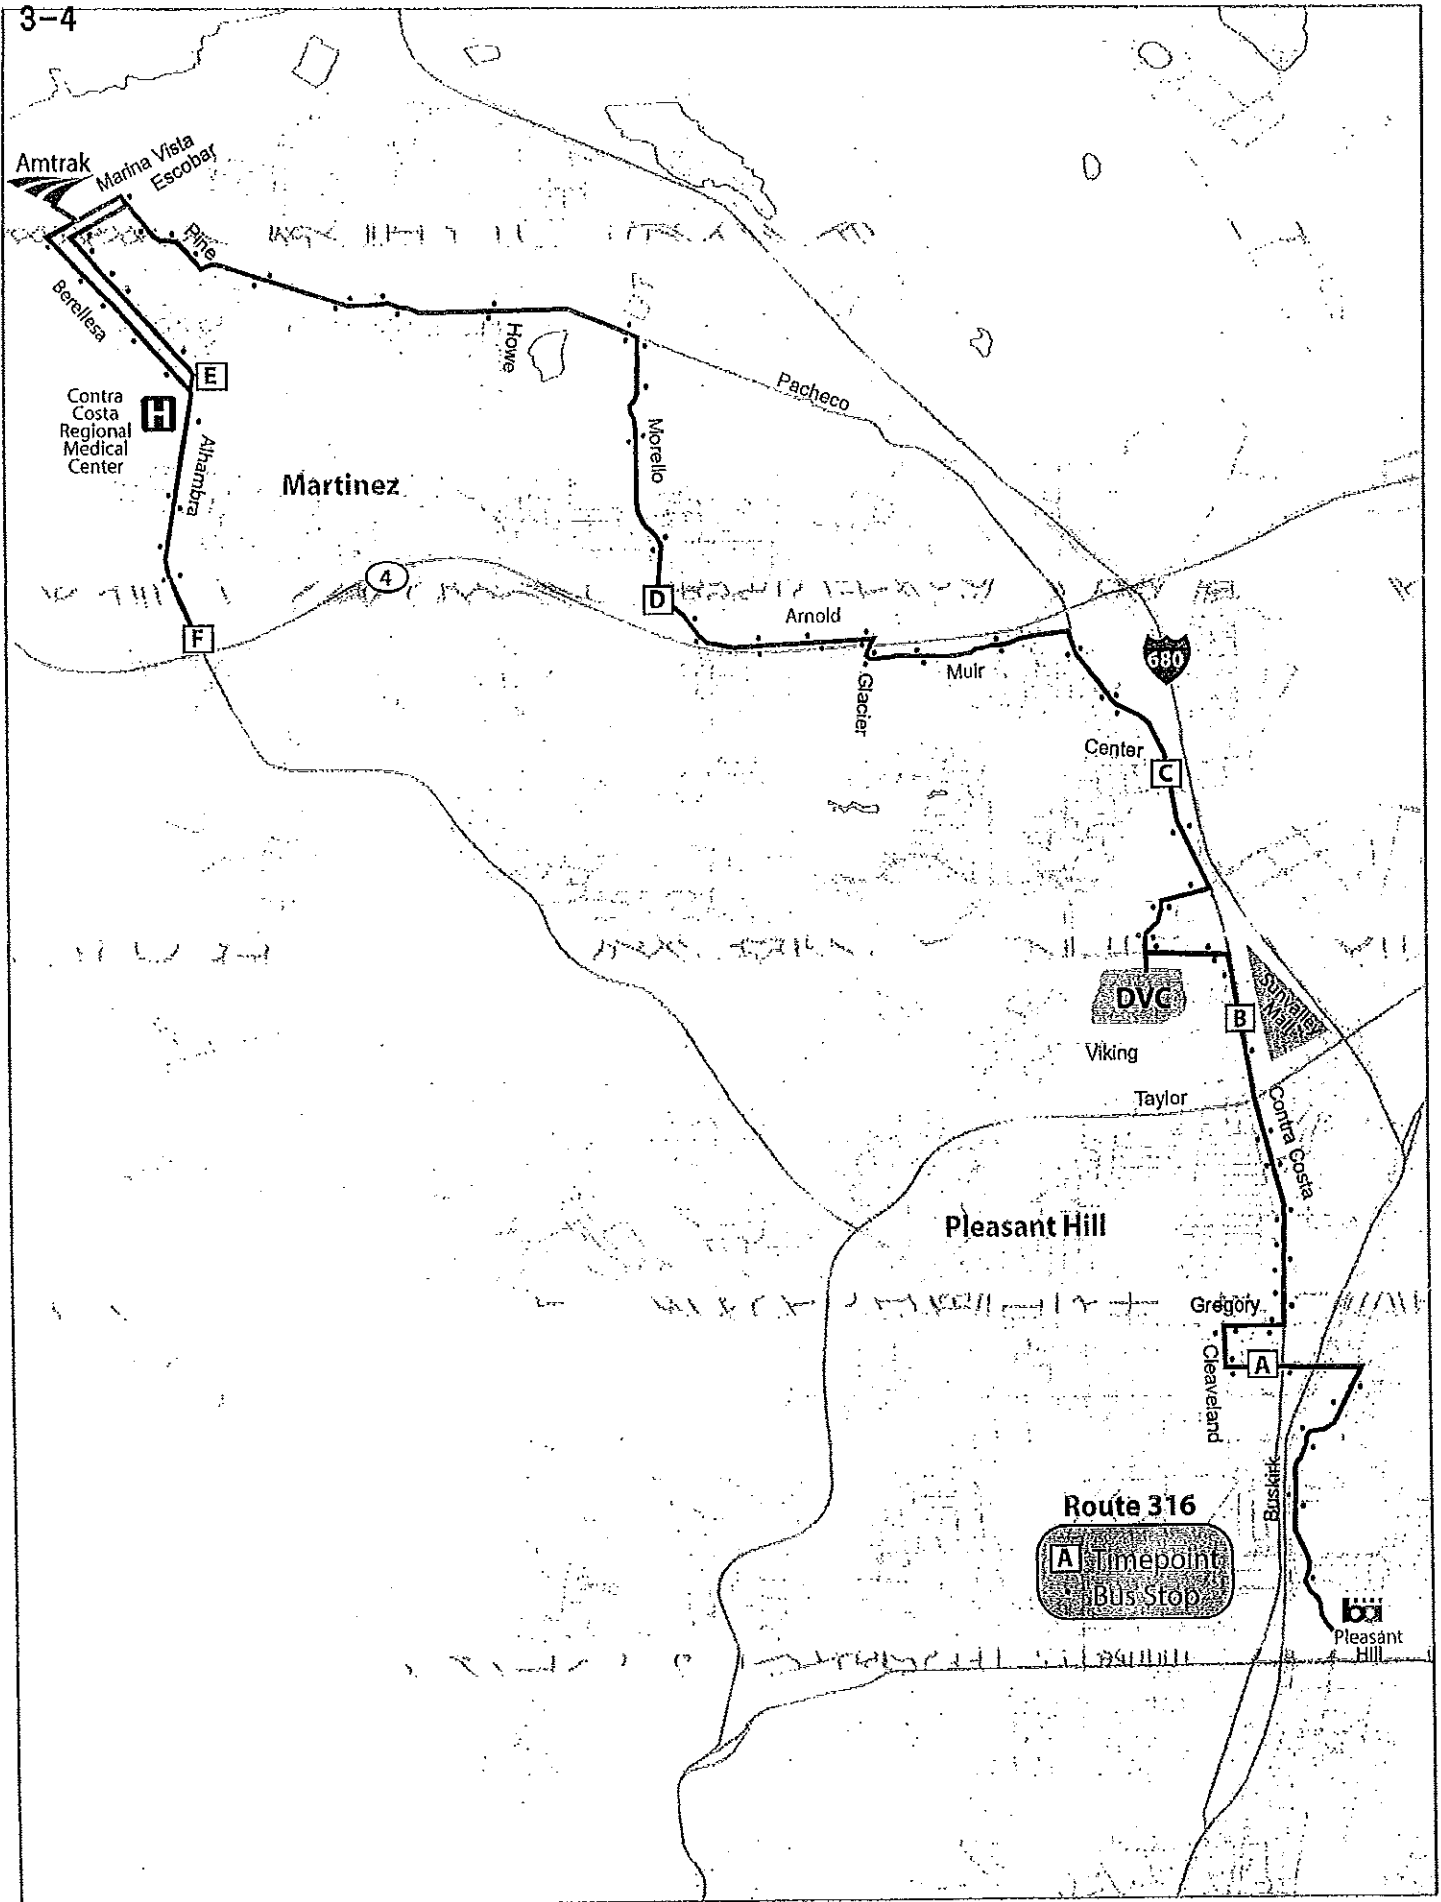 3-4
Amtrak
Marina Vista
Escobar
Pine
Berellesa
Howe
E
Contra
Costa
Regional
Medical
Center
H
Alhambra
Martinez
Morello
Pacheco
4
D
Arnold
F
680
Muir
Glacier
Center
C
DVC
Sunvalley
Mall
B
Viking
Taylor
Contra Costa
Pleasant Hill
Gregory
Cleaveland
A
Buskirk
Route 316
A Timepoint
Bus Stop
Pleasant
Hill